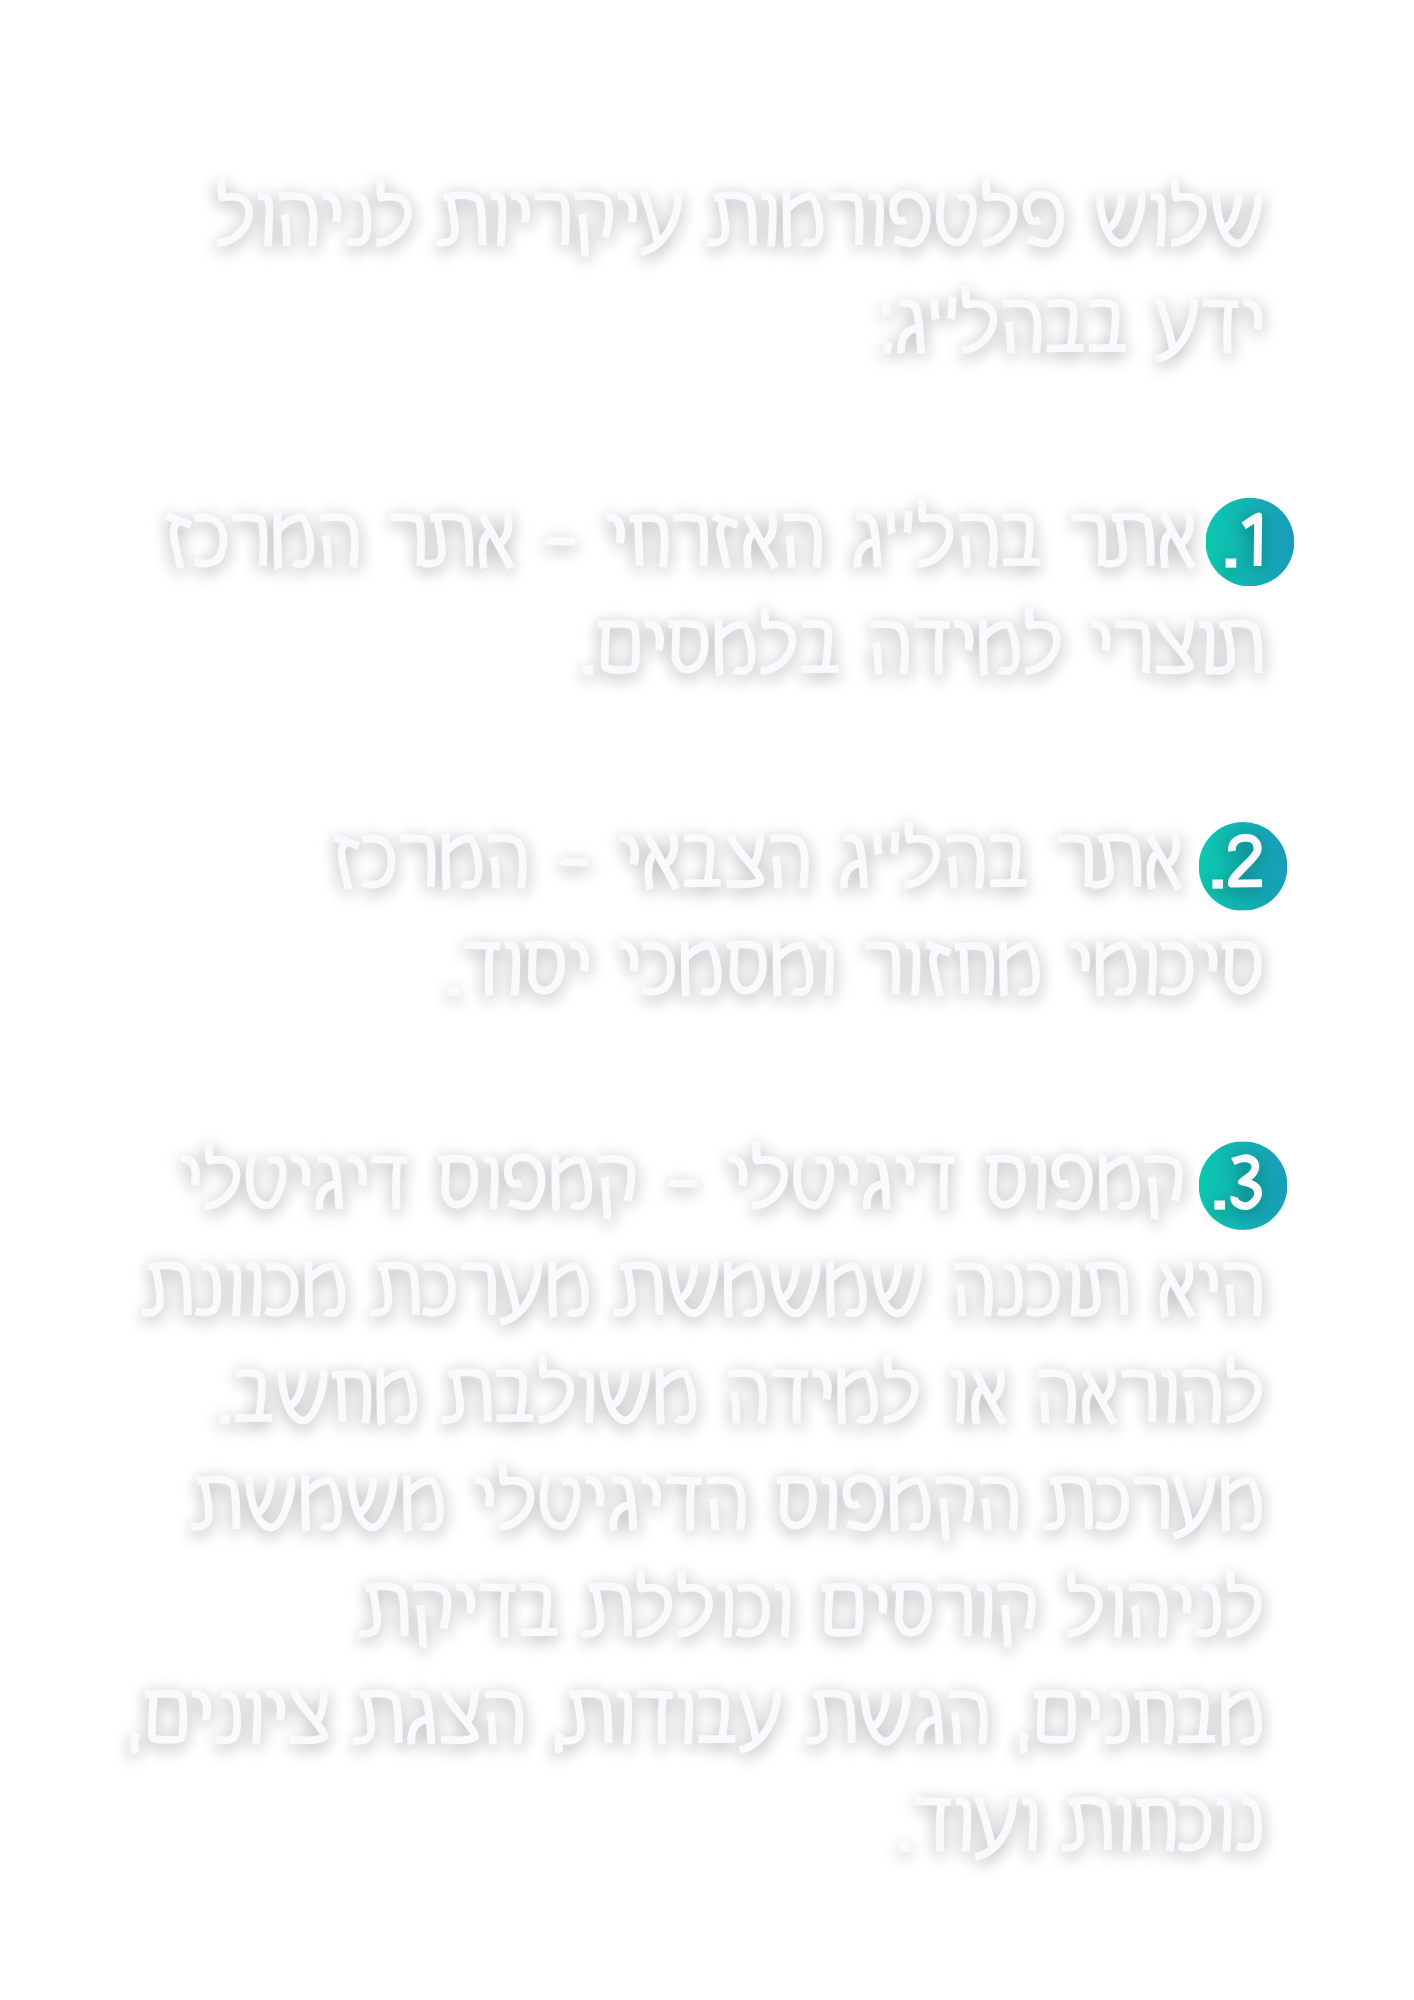 שלוש פלטפורמות עיקריות לניהול
ידע בבהל"ג:
1. אתר בהל"ג האזרחי - אתר המרכז
תוצרי למידה בלמסים.
2. אתר בהל"ג הצבאי - המרכז
סיכומי מחזור ומסמכי יסוד.
3. קמפוס דיגיטלי - קמפוס דיגיטלי
היא תוכנה שמשמשת מערכת מכוונת
להוראה או למידה משולבת מחשב.
מערכת הקמפוס הדיגיטלי משמשת
לניהול קורסים וכוללת בדיקת
מבחנים, הגשת עבודות, הצגת ציונים,
נוכחות ועוד.